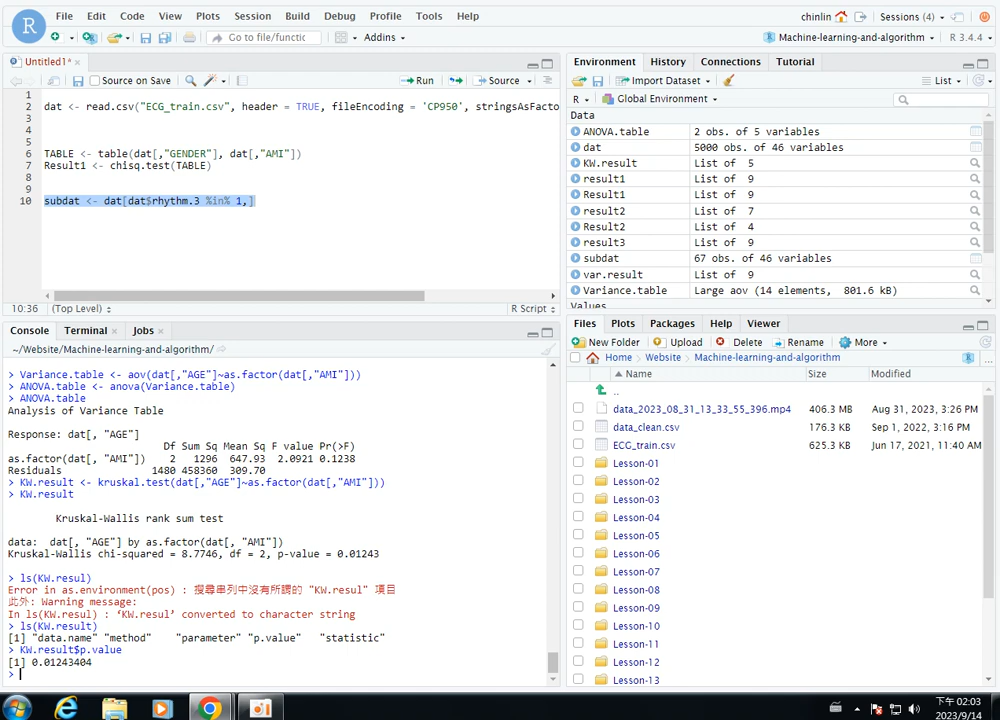 File Edit Code View Plots Session Build Debug Profile Tools Help
chinlin Sessions (4)
Go to file/functic Addins
Machine-learning-and-algorithm R 3.4.4
R
Untitled1*
Source on Save Run Source
1
2 dat <- read.csv("ECG_train.csv", header = TRUE, fileEncoding = 'CP950', stringsAsFacto
3
4
5
6 TABLE <- table(dat[,"GENDER"], dat[,"AMI"])
7 Result1 <- chisq.test(TABLE)
8
9
10 subdat <- dat[dat$rhythm.3 %in% 1,]
10:36 (Top Level) R Script
Console Terminal Jobs
~/Website/Machine-learning-and-algorithm/
> Variance.table <- aov(dat[,"AGE"]~as.factor(dat[,"AMI"]))
> ANOVA.table <- anova(Variance.table)
> ANOVA.table
Analysis of Variance Table
Response: dat[, "AGE"]
Df Sum Sq Mean Sq F value Pr(>F)
as.factor(dat[, "AMI"]) 2 1296 647.93 2.0921 0.1238
Residuals 1480 458360 309.70
> KW.result <- kruskal.test(dat[,"AGE"]~as.factor(dat[,"AMI"]))
> KW.result
Kruskal-Wallis rank sum test
data: dat[, "AGE"] by as.factor(dat[, "AMI"])
Kruskal-Wallis chi-squared = 8.7746, df = 2, p-value = 0.01243
> ls(KW.resul)
Error in as.environment(pos) : 搜尋串列中沒有所謂的 "KW.resul" 項目
此外: Warning message:
In ls(KW.resul) : ‘KW.resul’ converted to character string
> ls(KW.result)
[1] "data.name" "method" "parameter" "p.value" "statistic"
> KW.result$p.value
[1] 0.01243404
>
Environment History Connections Tutorial
Import Dataset List
R Global Environment
Data
ANOVA.table 2 obs. of 5 variables
dat 5000 obs. of 46 variables
KW.result List of 5
result1 List of 9
Result1 List of 9
result2 List of 7
Result2 List of 4
result3 List of 9
subdat 67 obs. of 46 variables
var.result List of 9
Variance.table Large aov (14 elements, 801.6 kB)
Values
Files Plots Packages Help Viewer
New Folder Upload Delete Rename More
Home Website Machine-learning-and-algorithm ...
Name Size Modified
..
data_2023_08_31_13_33_55_396.mp4 406.3 MB Aug 31, 2023, 3:26 PM
data_clean.csv 176.3 KB Sep 1, 2022, 3:16 PM
ECG_train.csv 625.3 KB Jun 17, 2021, 11:40 AM
Lesson-01
Lesson-02
Lesson-03
Lesson-04
Lesson-05
Lesson-06
Lesson-07
Lesson-08
Lesson-09
Lesson-10
Lesson-11
Lesson-12
Lesson-13
下午 02:03
2023/9/14